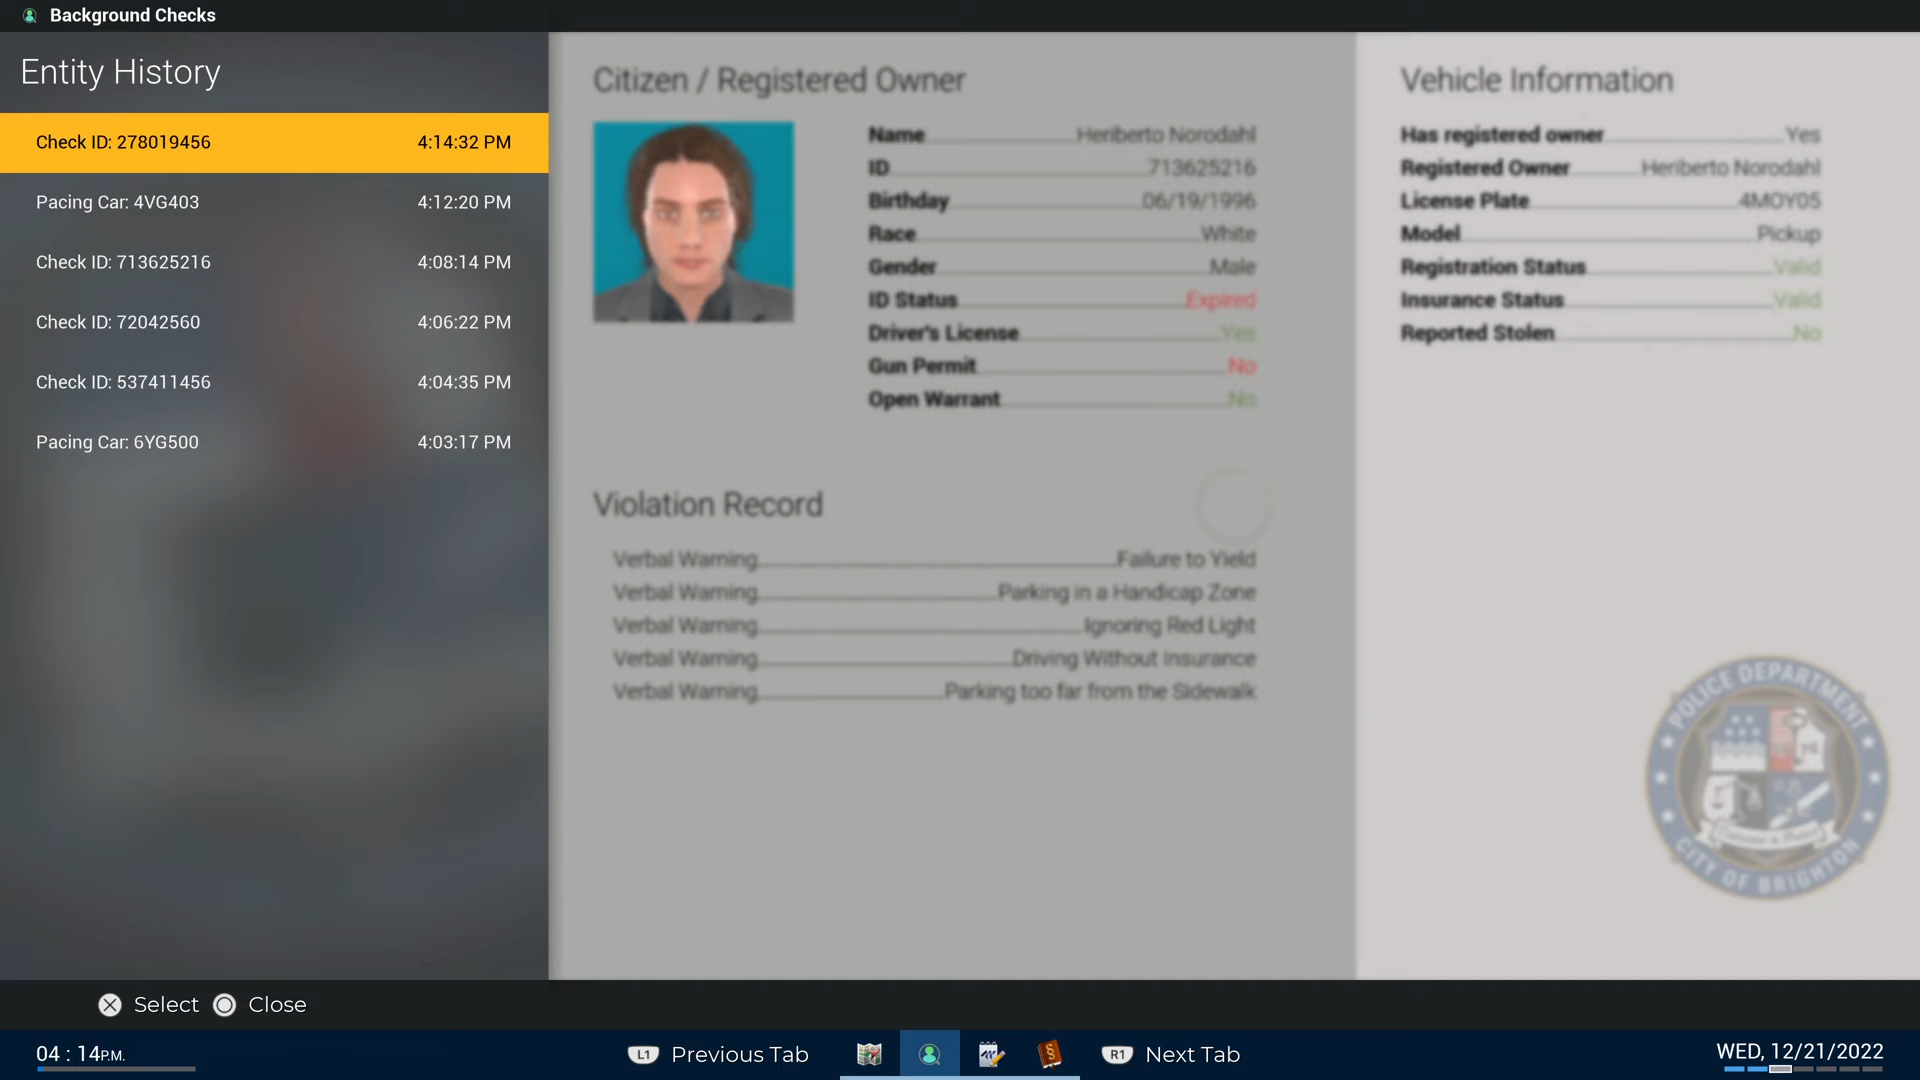 Background Checks
Entity History
Check ID: 278019456 4:14:32 PM
Pacing Car: 4VG403 4:12:20 PM
Check ID: 713625216 4:08:14 PM
Check ID: 72042560 4:06:22 PM
Check ID: 537411456 4:04:35 PM
Pacing Car: 6YG500 4:03:17 PM
Citizen / Registered Owner
Name Heriberto Norodahl
ID 713625216
Birthday 06/19/1996
Race White
Gender Male
ID Status Expired
Driver's License Yes
Gun Permit No
Open Warrant No
Violation Record
Verbal Warning Failure to Yield
Verbal Warning Parking in a Handicap Zone
Verbal Warning Ignoring Red Light
Verbal Warning Driving Without Insurance
Verbal Warning Parking too far from the Sidewalk
Vehicle Information
Has registered owner Yes
Registered Owner Heriberto Norodahl
License Plate 4MOY05
Model Pickup
Registration Status Valid
Insurance Status Valid
Reported Stolen No
POLICE DEPARTMENT
CITY OF BRIGHTON
Select Close
04 : 14 P.M.
L1 Previous Tab
R1 Next Tab
WED, 12/21/2022